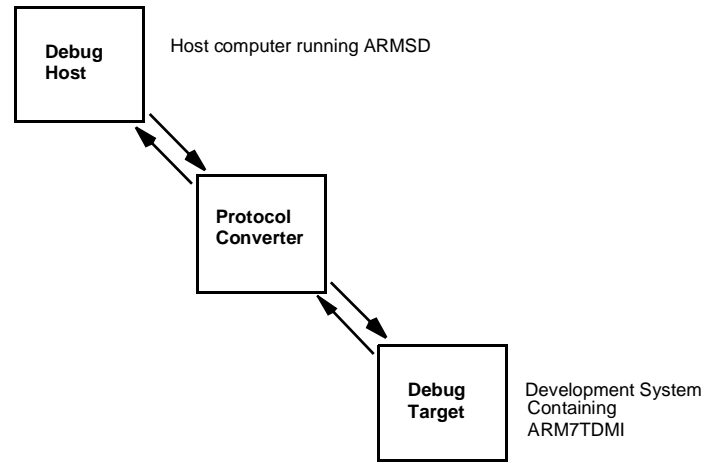 Debug
Host
Host computer running ARMSD
Protocol
Converter
Debug
Target
Development System
Containing
ARM7TDMI